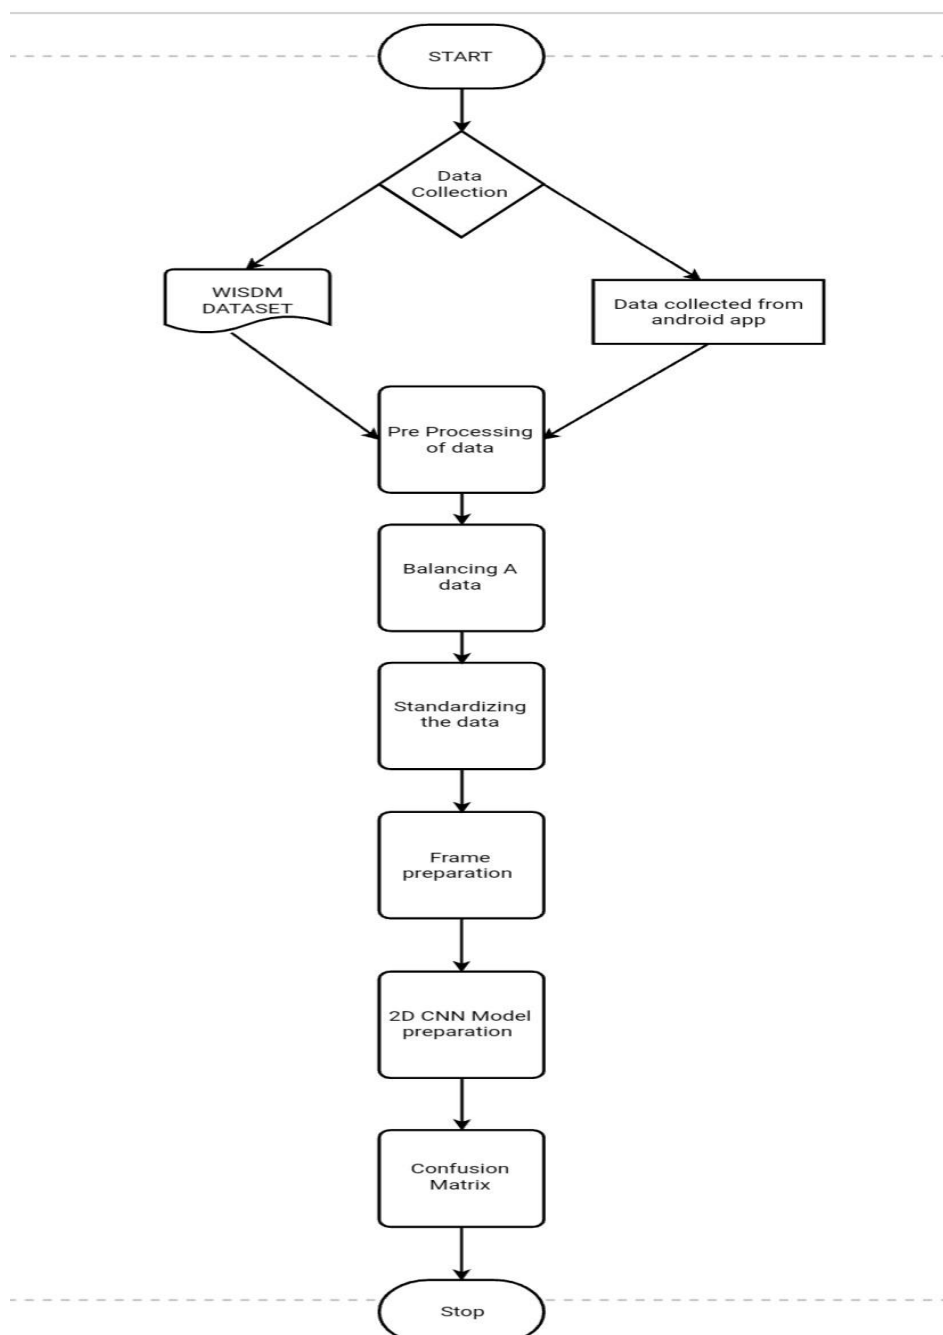 START
Data
Collection
WISDM
DATASET
Data collected from
android app
Pre Processing
of data
Balancing A
data
Standardizing
the data
Frame
preparation
2D CNN Model
preparation
Confusion
Matrix
Stop